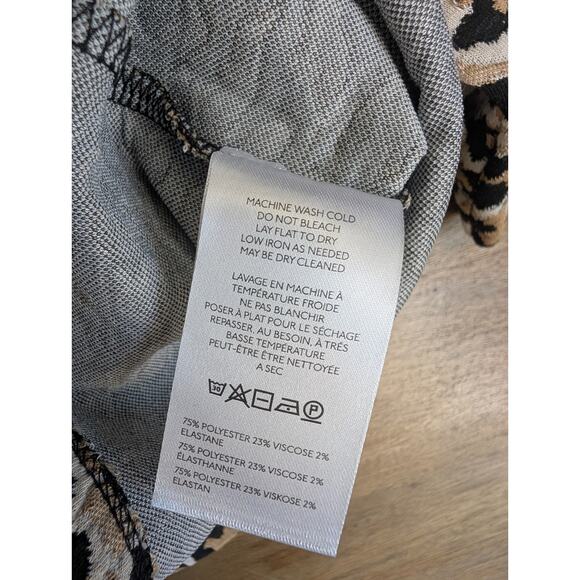 MACHINE WASH COLD
DO NOT BLEACH
LAY FLAT TO DRY
LOW IRON AS NEEDED
MAY BE DRY CLEANED
LAVAGE EN MACHINE À
TEMPÉRATURE FROIDE
NE PAS BLANCHIR
POSER À PLAT POUR LE SÉCHAGE
REPASSER, AU BESOIN, À TRÉS
BASSE TEMPÉRATURE
PEUT-ÊTRE ÊTRE NETTOYÉE
A SEC
30 P
75% POLYESTER 23% VISCOSE 2%
ELASTANE
75% POLYESTER 23% VISCOSE 2%
ÉLASTHANNE
75% POLYESTER 23% VISKOSE 2%
ELASTAN